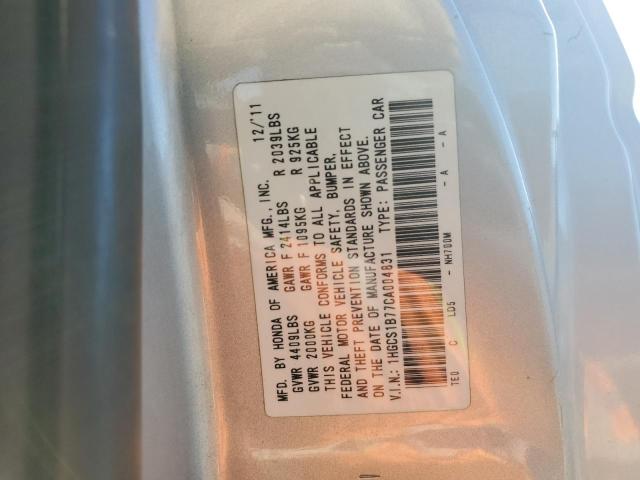 MFD. BY HONDA OF AMERICA MFG., INC. 12/'11
GVWR 4409LBS GAWR F 2414LBS R 2039LBS
GVWR 2000KG GAWR F 1095KG R 925KG
THIS VEHICLE CONFORMS TO ALL APPLICABLE
FEDERAL MOTOR VEHICLE SAFETY, BUMPER,
AND THEFT PREVENTION STANDARDS IN EFFECT
ON THE DATE OF MANUFACTURE SHOWN ABOVE.
V.I.N.: 1HGCS1B77CA004831 TYPE: PASSENGER CAR
TE0 C LD5 - NH700M - A - A